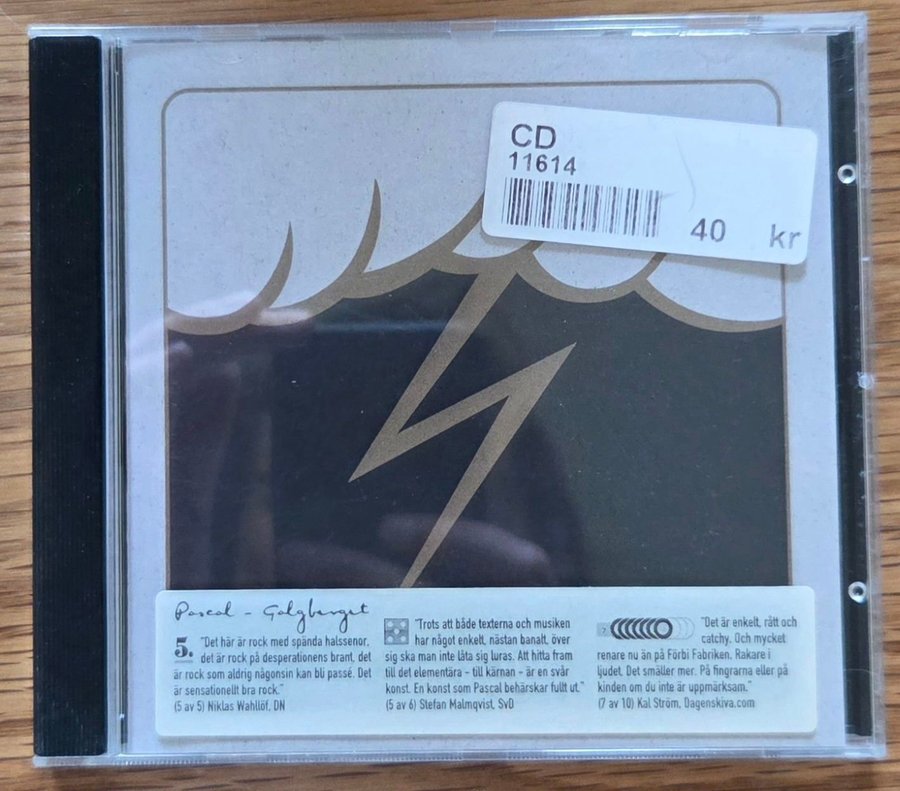 CD
11614
40 kr
Pascal - Galgberget
5.
"Det här är rock med spända halssenor,
det är rock på desperationens brant, det
är rock som aldrig någonsin kan bli passé. Det
är sensationellt bra rock."
(5 av 5) Niklas Wahllöf, DN
"Trots att både texterna och musiken
har något enkelt, nästan banalt, över
sig ska man inte låta sig luras. Att hitta fram
till det elementära - till kärnan - är en svår
konst. En konst som Pascal behärskar fullt ut."
(5 av 6) Stefan Malmqvist, SvD
7
"Det är enkelt, rått och
catchy. Och mycket
renare nu än på Förbi Fabriken. Rakare i
ljudet. Det smäller mer. På fingrarna eller på
kinden om du inte är uppmärksam."
(7 av 10) Kal Ström, Dagenskiva.com